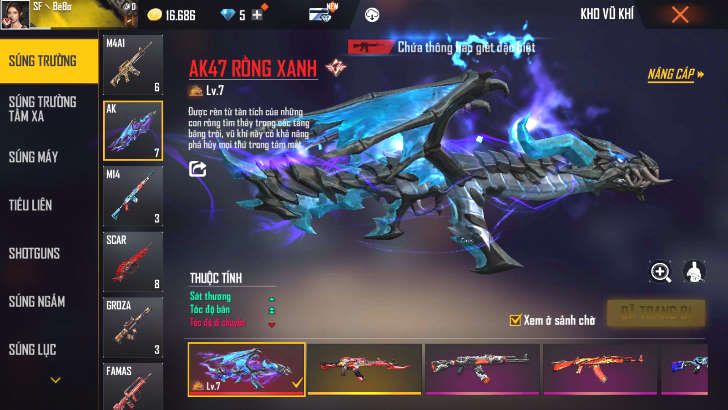 SF ヽ BeBơ
16.686
5
NEW
KHO VŨ KHÍ
SÚNG TRƯỜNG
SÚNG TRƯỜNG
TẦM XA
SÚNG MÁY
TIỂU LIÊN
SHOTGUNS
SÚNG NGẮM
SÚNG LỤC
M4A1
6
AK
7
M14
3
SCAR
8
GROZA
3
FAMAS
Chứa thông báo giết đặc biệt
AK47 RỒNG XANH
Lv.7
NÂNG CẤP
Được rèn từ tàn tích của những
con rồng tìm thấy trong các tảng
băng trôi, vũ khí này có khả năng
phá hủy mọi thứ trong tầm mắt.
THUỘC TÍNH
Sát thương
Tốc độ bắn
Tốc độ di chuyển
Xem ở sảnh chờ
ĐÃ TRANG BỊ
Lv.7